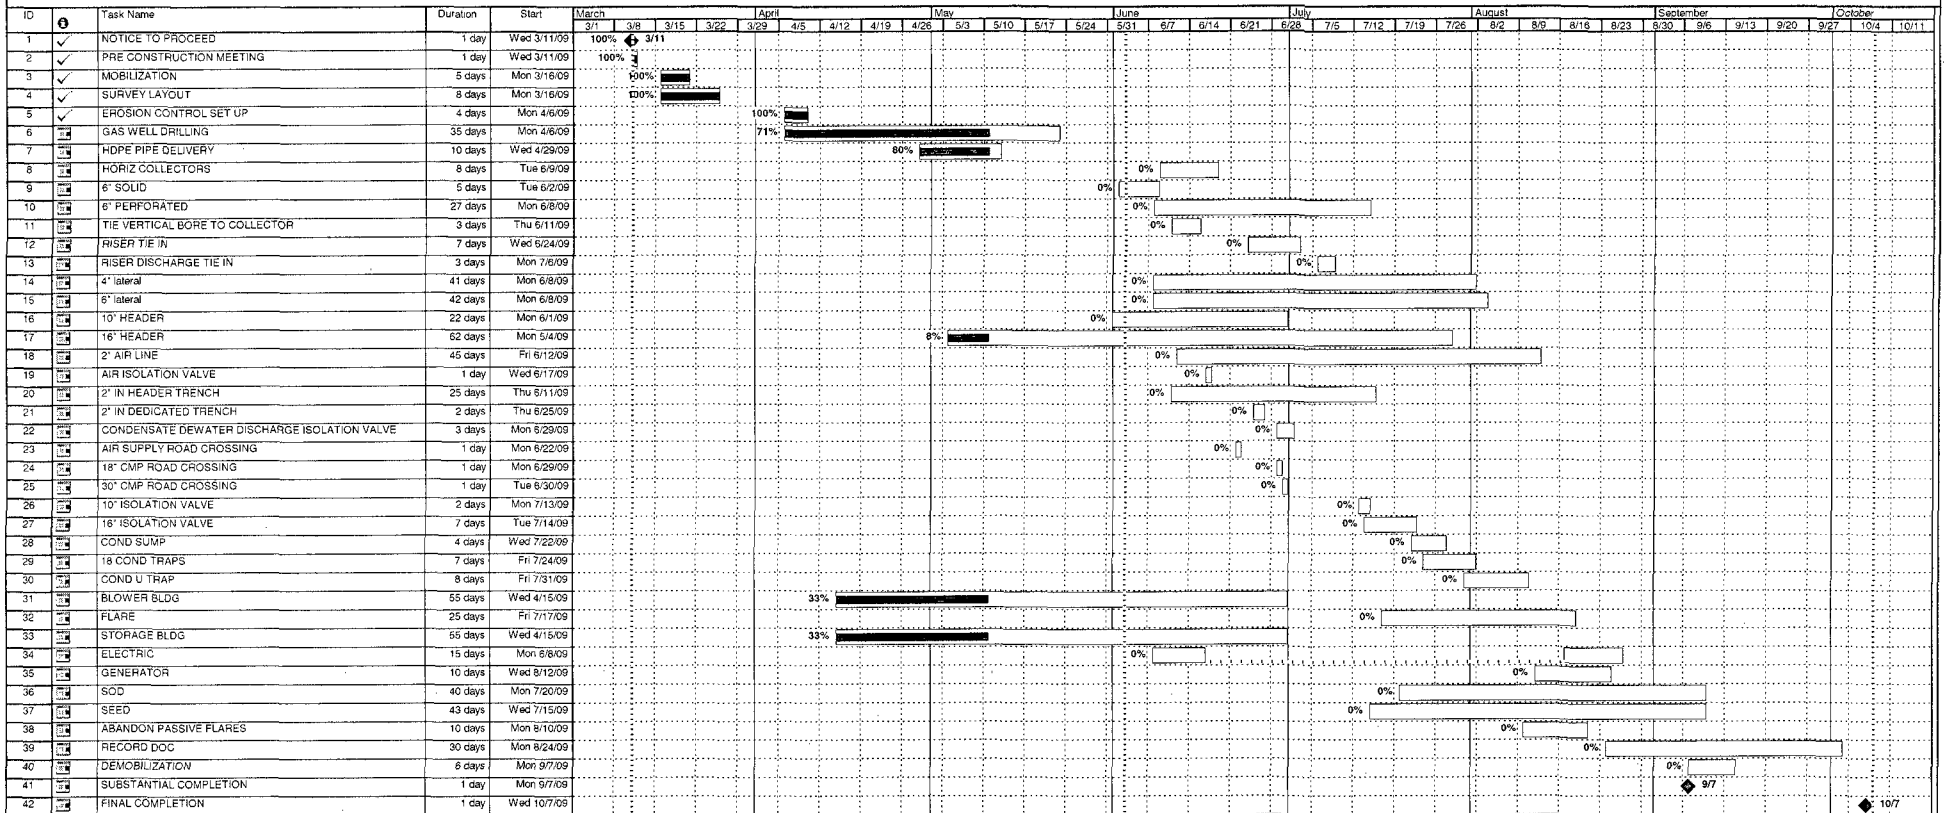 ID Task Name Duration Start March April May June July August September October
3/1 3/8 3/15 3/22 3/29 4/5 4/12 4/19 4/26 5/3 5/10 5/17 5/24 5/31 6/7 6/14 6/21 6/28 7/5 7/12 7/19 7/26 8/2 8/9 8/16 8/23 8/30 9/6 9/13 9/20 9/27 10/4 10/11
1 NOTICE TO PROCEED 1 day Wed 3/11/09 100% 3/11
2 PRE CONSTRUCTION MEETING 1 day Wed 3/11/09 100%
3 MOBILIZATION 5 days Mon 3/16/09 100%
4 SURVEY LAYOUT 8 days Mon 3/16/09 100%
5 EROSION CONTROL SET UP 4 days Mon 4/6/09 100%
6 GAS WELL DRILLING 35 days Mon 4/6/09 71%
7 HDPE PIPE DELIVERY 10 days Wed 4/29/09 80%
8 HORIZ COLLECTORS 8 days Tue 6/9/09 0%
9 6" SOLID 5 days Tue 6/2/09 0%
10 6" PERFORATED 27 days Mon 6/8/09 0%
11 TIE VERTICAL BORE TO COLLECTOR 3 days Thu 6/11/09 0%
12 RISER TIE IN 7 days Wed 6/24/09 0%
13 RISER DISCHARGE TIE IN 3 days Mon 7/6/09 0%
14 4" lateral 41 days Mon 6/8/09 0%
15 6" lateral 42 days Mon 6/8/09 0%
16 10" HEADER 22 days Mon 6/1/09 0%
17 16" HEADER 62 days Mon 5/4/09 8%
18 2" AIR LINE 45 days Fri 6/12/09 0%
19 AIR ISOLATION VALVE 1 day Wed 6/17/09 0%
20 2" IN HEADER TRENCH 25 days Thu 6/11/09 0%
21 2" IN DEDICATED TRENCH 2 days Thu 6/25/09 0%
22 CONDENSATE DEWATER DISCHARGE ISOLATION VALVE 3 days Mon 6/29/09 0%
23 AIR SUPPLY ROAD CROSSING 1 day Mon 6/22/09 0%
24 18" CMP ROAD CROSSING 1 day Mon 6/29/09 0%
25 30" CMP ROAD CROSSING 1 day Tue 6/30/09 0%
26 10" ISOLATION VALVE 2 days Mon 7/13/09 0%
27 16" ISOLATION VALVE 7 days Tue 7/14/09 0%
28 COND SUMP 4 days Wed 7/22/09 0%
29 18 COND TRAPS 7 days Fri 7/24/09 0%
30 COND U TRAP 8 days Fri 7/31/09 0%
31 BLOWER BLDG 55 days Wed 4/15/09 33%
32 FLARE 25 days Fri 7/17/09 0%
33 STORAGE BLDG 55 days Wed 4/15/09 33%
34 ELECTRIC 15 days Mon 6/8/09 0%
35 GENERATOR 10 days Wed 8/12/09 0%
36 SOD 40 days Mon 7/20/09 0%
37 SEED 43 days Wed 7/15/09 0%
38 ABANDON PASSIVE FLARES 10 days Mon 8/10/09 0%
39 RECORD DOC 30 days Mon 8/24/09 0%
40 DEMOBILIZATION 6 days Mon 9/7/09 0%
41 SUBSTANTIAL COMPLETION 1 day Mon 9/7/09 9/7
42 FINAL COMPLETION 1 day Wed 10/7/09 10/7